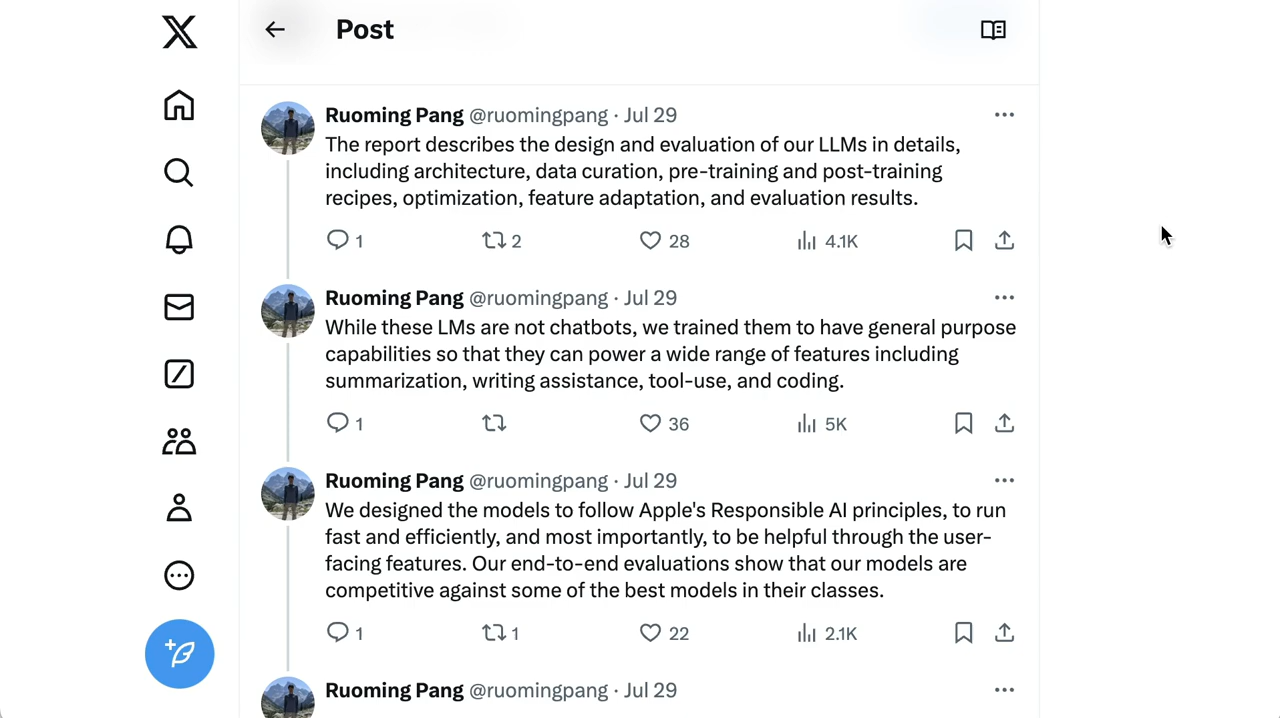 Post
Ruoming Pang @ruomingpang · Jul 29
The report describes the design and evaluation of our LLMs in details,
including architecture, data curation, pre-training and post-training
recipes, optimization, feature adaptation, and evaluation results.
1 2 28 4.1K
Ruoming Pang @ruomingpang · Jul 29
While these LMs are not chatbots, we trained them to have general purpose
capabilities so that they can power a wide range of features including
summarization, writing assistance, tool-use, and coding.
1 36 5K
Ruoming Pang @ruomingpang · Jul 29
We designed the models to follow Apple's Responsible AI principles, to run
fast and efficiently, and most importantly, to be helpful through the user-
facing features. Our end-to-end evaluations show that our models are
competitive against some of the best models in their classes.
1 1 22 2.1K
Ruoming Pang @ruomingpang · Jul 29